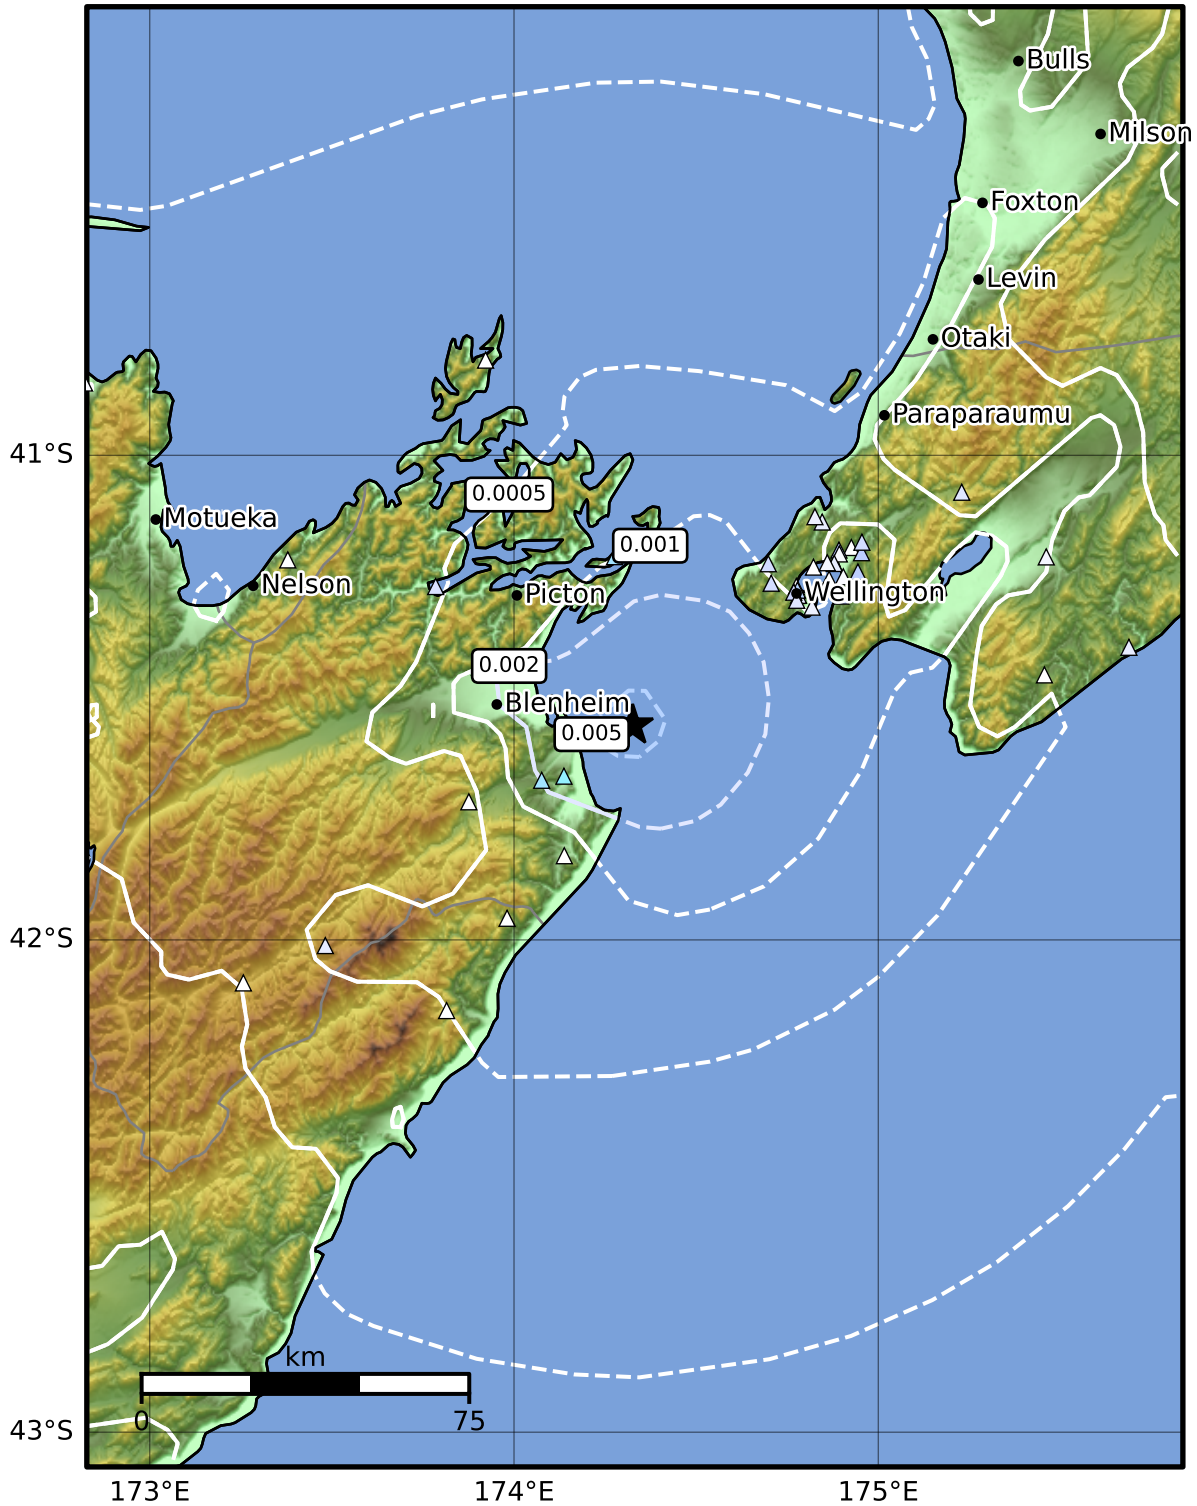 Bulls
Milson
Foxton
Levin
Otaki
Paraparaumu
41°S
0.0005
Motueka
0.001
Nelson
Picton
Wellington
0.002
Blenheim
0.005
42°S
km
0
75
43°S
173°E
174°E
175°E